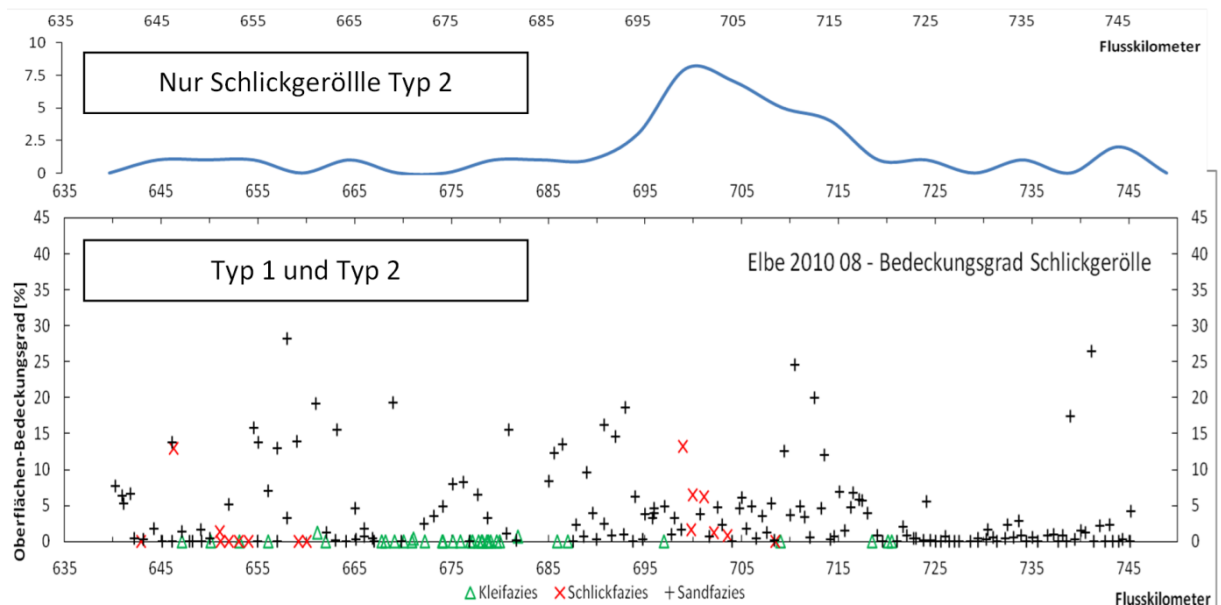 635 645 655 665 675 685 695 705 715 725 735 745
Flusskilometer
10
7.5
5
2.5
0
Nur Schlickgeröllle Typ 2
635 645 655 665 675 685 695 705 715 725 735 745
45 45
40 40
35 35
30 30
25 25
20 20
15 15
10 10
5 5
0 0
Oberflächen-Bedeckungsgrad [%]
Typ 1 und Typ 2
Elbe 2010 08 - Bedeckungsgrad Schlickgerölle
635 645 655 665 675 685 695 705 715 725 735 745
Kleifazies Schlickfazies Sandfazies
Flusskilometer